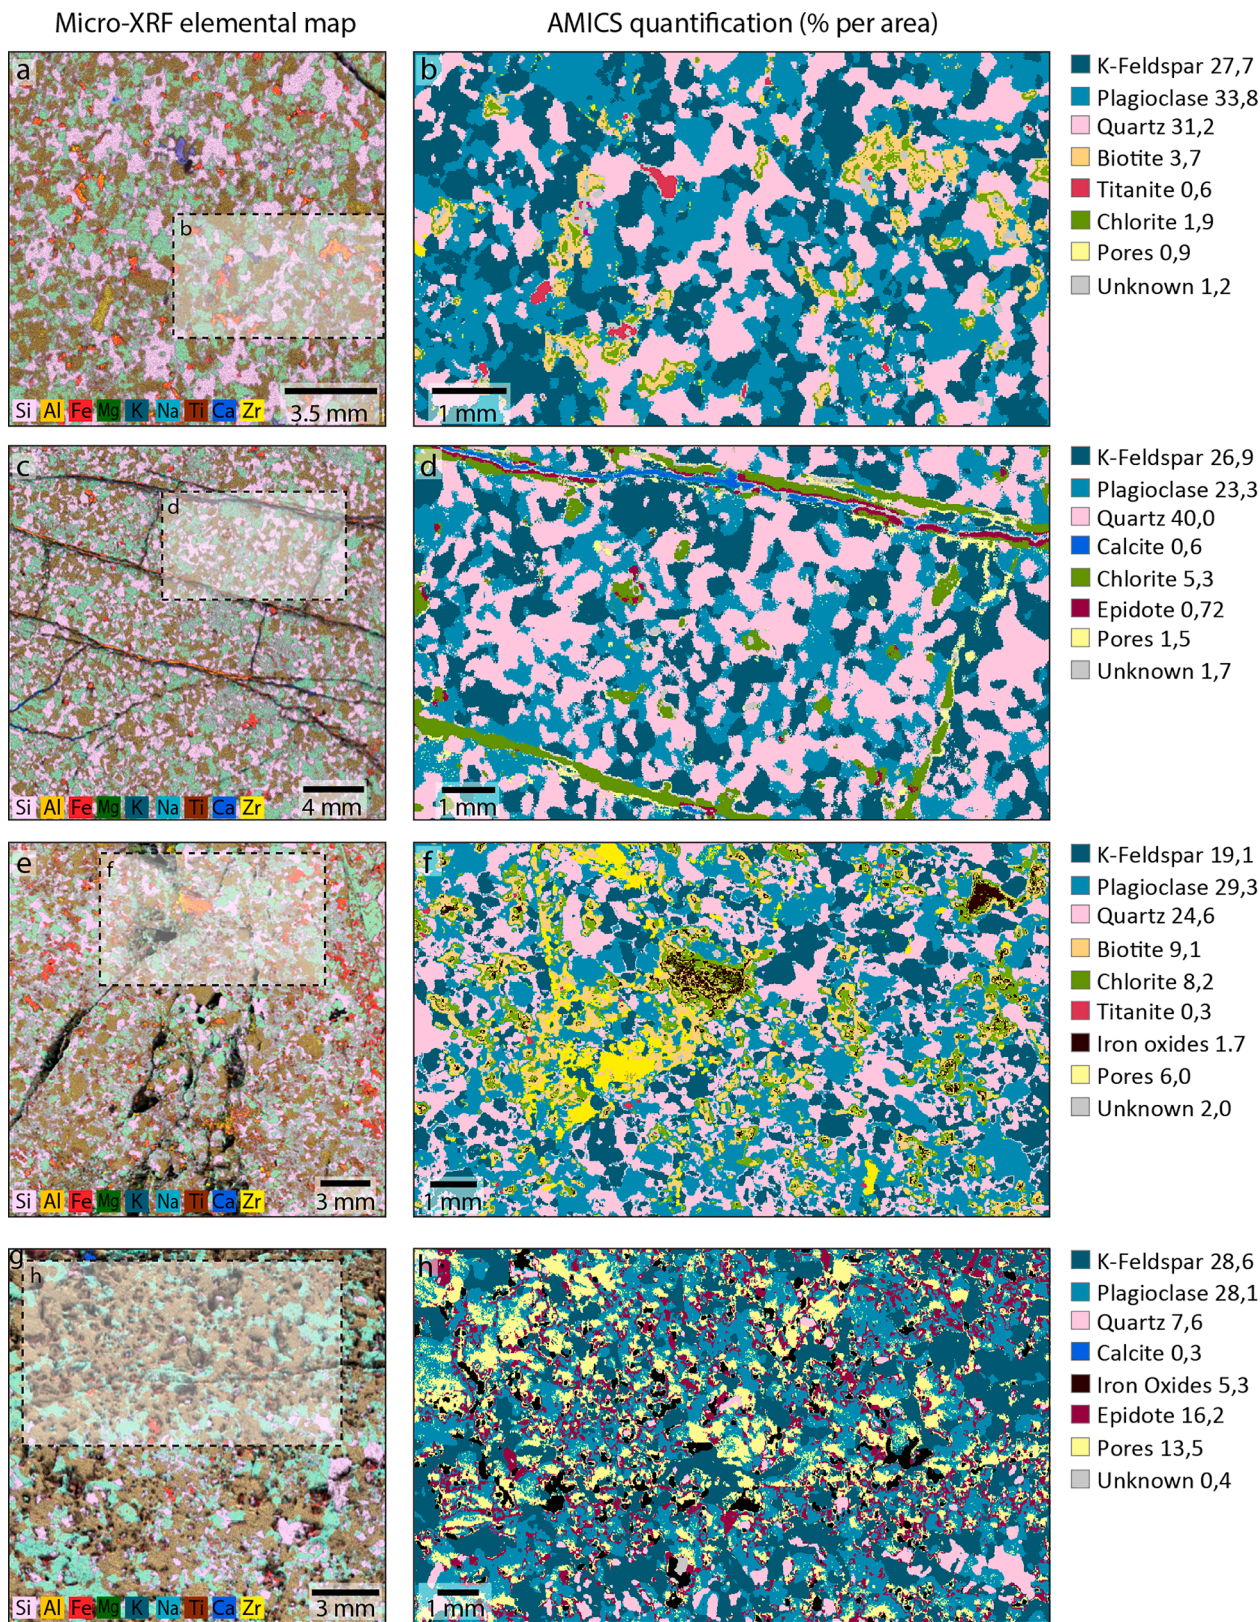 Micro-XRF elemental map
AMICS quantification (% per area)
a
b
Si Al Fe Mg K Na Ti Ca Zr
3.5 mm
b
1 mm
K-Feldspar 27,7
Plagioclase 33,8
Quartz 31,2
Biotite 3,7
Titanite 0,6
Chlorite 1,9
Pores 0,9
Unknown 1,2
c
d
Si Al Fe Mg K Na Ti Ca Zr
4 mm
d
1 mm
K-Feldspar 26,9
Plagioclase 23,3
Quartz 40,0
Calcite 0,6
Chlorite 5,3
Epidote 0,72
Pores 1,5
Unknown 1,7
e
f
Si Al Fe Mg K Na Ti Ca Zr
3 mm
f
1 mm
K-Feldspar 19,1
Plagioclase 29,3
Quartz 24,6
Biotite 9,1
Chlorite 8,2
Titanite 0,3
Iron oxides 1.7
Pores 6,0
Unknown 2,0
g
h
Si Al Fe Mg K Na Ti Ca Zr
3 mm
h
1 mm
K-Feldspar 28,6
Plagioclase 28,1
Quartz 7,6
Calcite 0,3
Iron Oxides 5,3
Epidote 16,2
Pores 13,5
Unknown 0,4